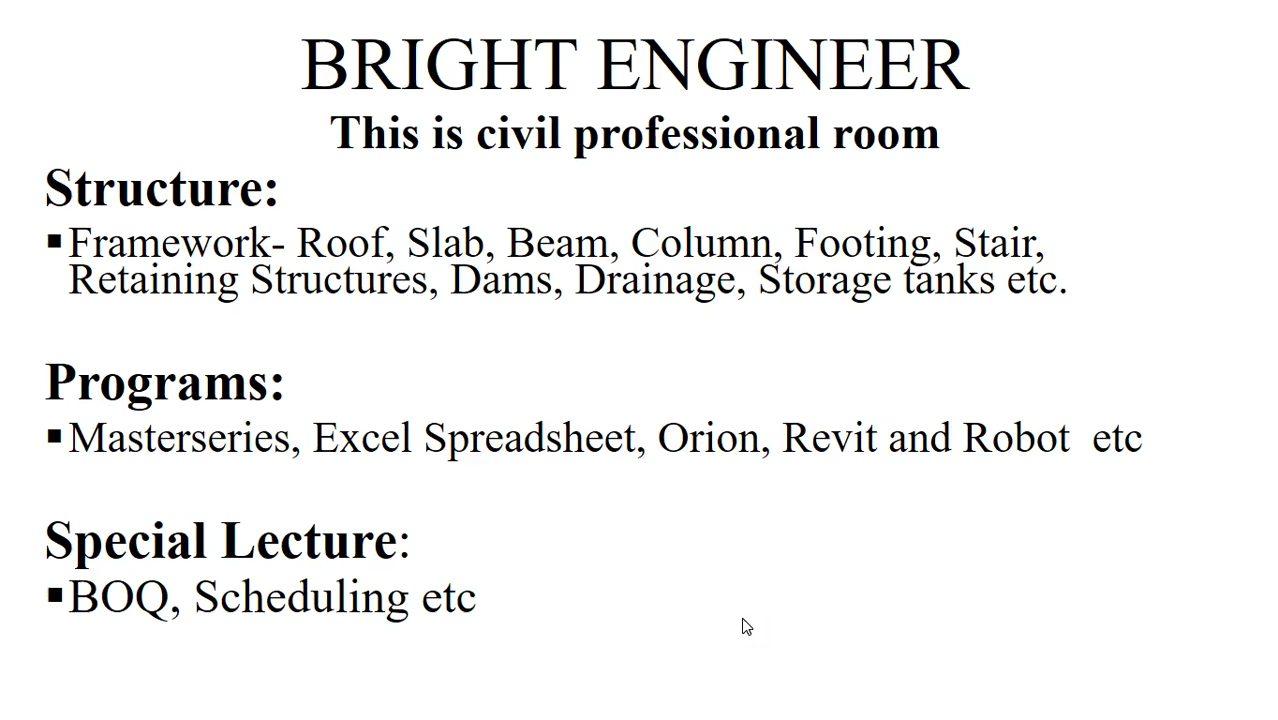 BRIGHT ENGINEER
This is civil professional room
Structure:
▪Framework- Roof, Slab, Beam, Column, Footing, Stair,
Retaining Structures, Dams, Drainage, Storage tanks etc.
Programs:
▪Masterseries, Excel Spreadsheet, Orion, Revit and Robot  etc
Special Lecture:
▪BOQ, Scheduling etc